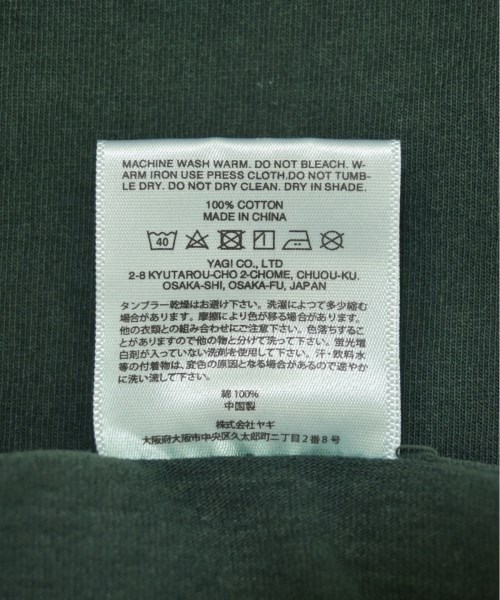 MACHINE WASH WARM. DO NOT BLEACH. W-
ARM IRON USE PRESS CLOTH.DO NOT TUMB-
LE DRY. DO NOT DRY CLEAN. DRY IN SHADE.
100% COTTON
MADE IN CHINA
40
YAGI CO., LTD
2-8 KYUTAROU-CHO 2-CHOME, CHUOU-KU.
OSAKA-SHI, OSAKA-FU, JAPAN
タンブラー乾燥はお避け下さい。洗濯によつて多少縮む
場合があります。摩擦により色が移る場合があります。
他の衣類との組み合わせにご注意下さい。色落ちするこ
とがありますので他の物と分けて洗って下さい。蛍光増
白剤が入っていない洗剤を使用して下さい。汗・飲料水
等の付着物は、変色の原因となる場合があるので速やか
に洗い流して下さい。
綿 100%
中国製
株式会社ヤギ
大阪府大阪市中央区久太郎町二丁目2番8号